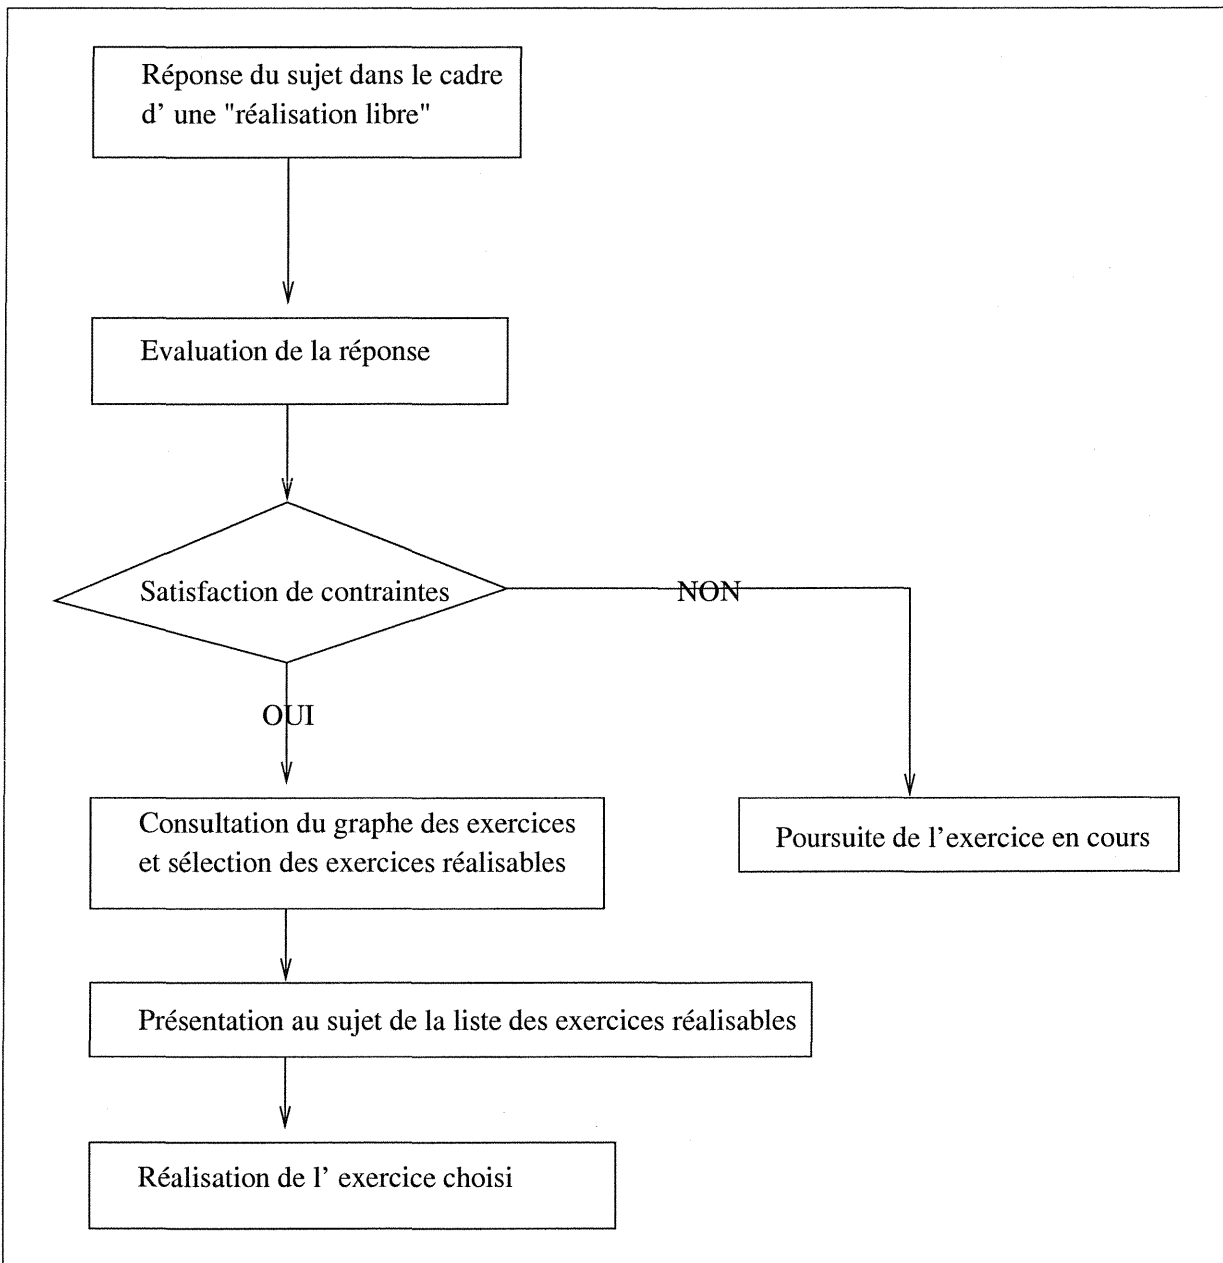 Réponse du sujet dans le cadre
d' une "réalisation libre"
Evaluation de la réponse
Satisfaction de contraintes
NON
OUI
Consultation du graphe des exercices
et sélection des exercices réalisables
Poursuite de l'exercice en cours
Présentation au sujet de la liste des exercices réalisables
Réalisation de l' exercice choisi